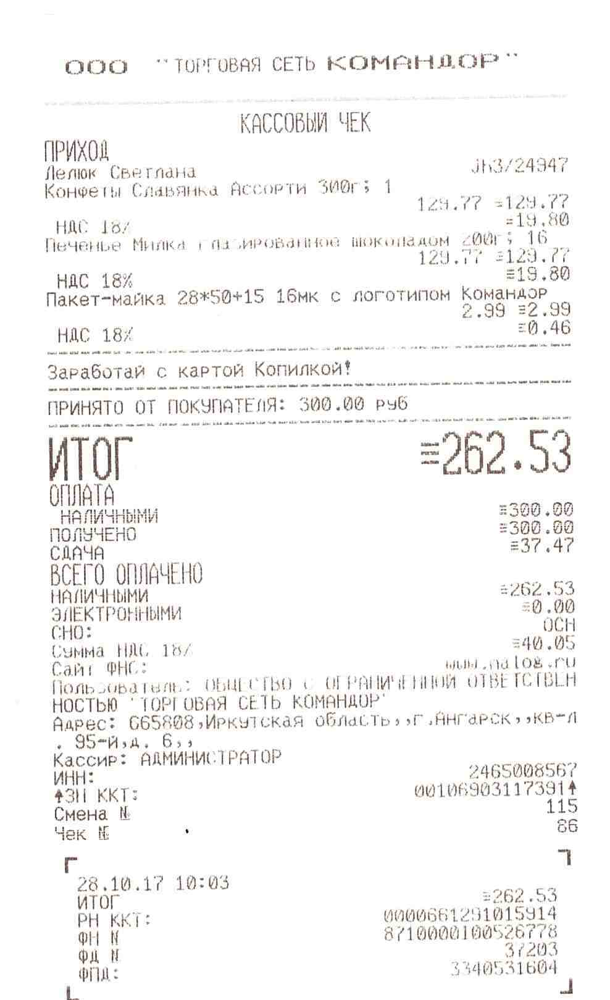 ООО "ТОРГОВАЯ СЕТЬ КОМАНДОР"
КАССОВЫЙ ЧЕК
ПРИХОД
Лелюк Светлана /24947
Конфеты Славянка Ассорти 300г; 1
129.77 ≡129.77
НДС 18% ≡19.80
Печенье Милка глазированное шоколадом 200г; 16
129.77 ≡129.77
НДС 18% ≡19.80
Пакет-майка 28*50+15 16мк с логотипом Командор
2.99 ≡2.99
НДС 18% ≡0.46
Заработай с картой Копилкой!
ПРИНЯТО ОТ ПОКУПАТЕЛЯ: 300.00 руб
ИТОГ ≡262.53
ОПЛАТА
НАЛИЧНЫМИ ≡300.00
ПОЛУЧЕНО ≡300.00
СДАЧА ≡37.47
ВСЕГО ОПЛАЧЕНО
НАЛИЧНЫМИ ≡262.53
ЭЛЕКТРОННЫМИ ≡0.00
СНО: ОСН
Сумма НДС 18% ≡40.05
Сайт ФНС: www.nalog.ru
Пользователь: ОБЩЕСТВО С ОГРАНИЧЕННОЙ ОТВЕТСТВЕН
НОСТЬЮ "ТОРГОВАЯ СЕТЬ КОМАНДОР"
Адрес: 665808,Иркутская область,,г.Ангарск,,кв-л
. 95-й,д. 6,,
Кассир: АДМИНИСТРАТОР
ИНН: 2465008567
↑ЗН ККТ: 00106903117391↑
Смена № 115
Чек № 86
28.10.17 10:03
ИТОГ ≡262.53
РН ККТ: 0000661291015914
ФН № 8710000100526778
ФД № 37203
ФПД: 3340531604